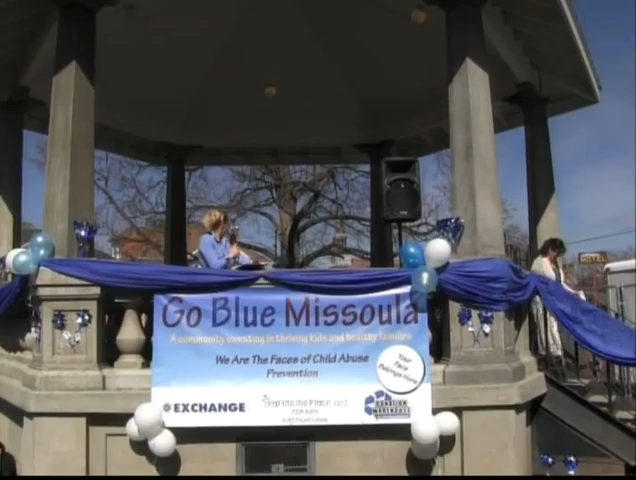 Go Blue Missoula
A community investing in thriving kids and healthy families
We Are The Faces of Child Abuse
Prevention
Your
Face
Belongs Here
EXCHANGE